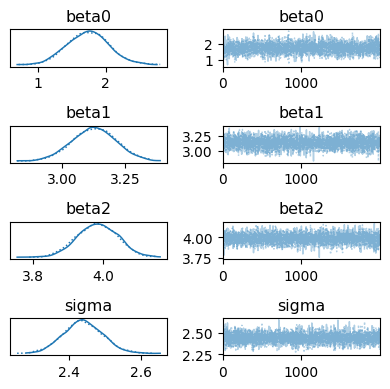 beta0 beta0
2
1
1 2 0 1000
beta1 beta1
3.25
3.00
3.00 3.25 0 1000
beta2 beta2
4.00
3.75
3.8 4.0 0 1000
sigma sigma
2.50
2.25
2.4 2.6 0 1000